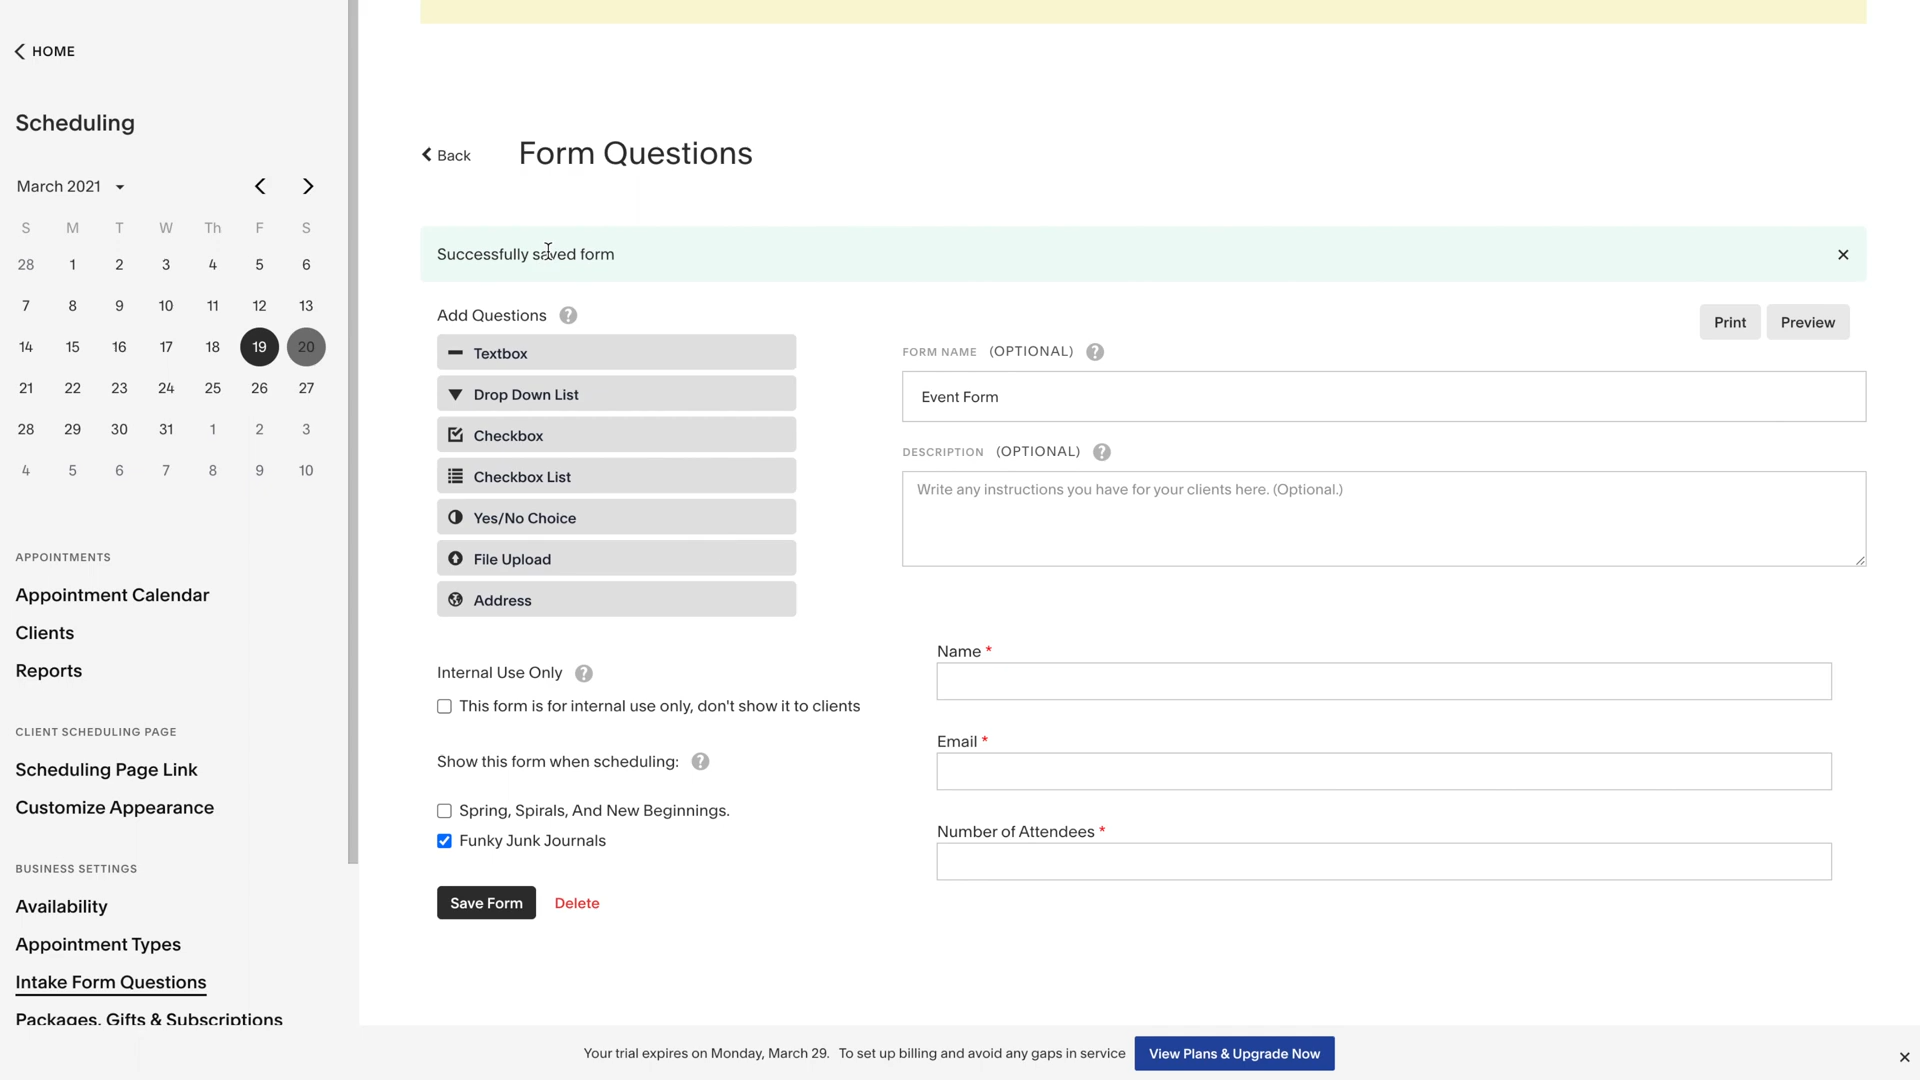 HOME
Scheduling
March 2021
S M T W Th F S
28 1 2 3 4 5 6
7 8 9 10 11 12 13
14 15 16 17 18 19 20
21 22 23 24 25 26 27
28 29 30 31 1 2 3
4 5 6 7 8 9 10
APPOINTMENTS
Appointment Calendar
Clients
Reports
CLIENT SCHEDULING PAGE
Scheduling Page Link
Customize Appearance
BUSINESS SETTINGS
Availability
Appointment Types
Intake Form Questions
Packages, Gifts & Subscriptions
Back
Form Questions
Successfully saved form
Add Questions ?
Textbox
Drop Down List
Checkbox
Checkbox List
Yes/No Choice
File Upload
Address
Internal Use Only ?
This form is for internal use only, don't show it to clients
Show this form when scheduling: ?
Spring, Spirals, And New Beginnings.
Funky Junk Journals
Save Form Delete
Print Preview
FORM NAME (OPTIONAL) ?
Event Form
DESCRIPTION (OPTIONAL) ?
Write any instructions you have for your clients here. (Optional.)
Name *
Email *
Number of Attendees *
Your trial expires on Monday, March 29. To set up billing and avoid any gaps in service View Plans & Upgrade Now